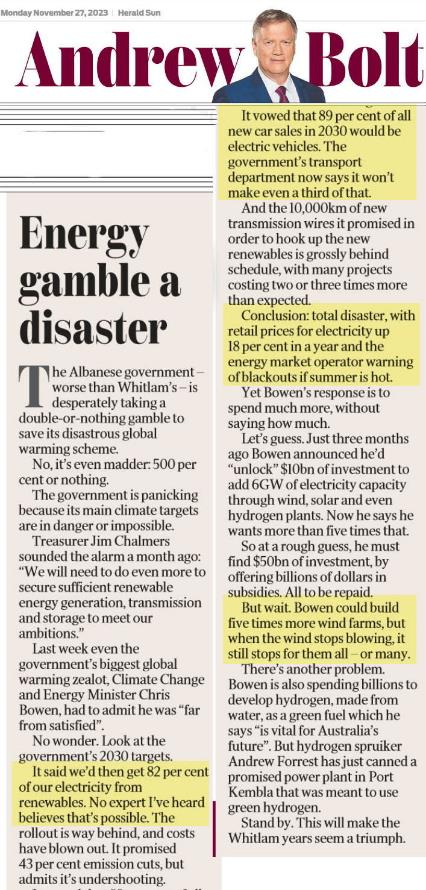 Monday November 27, 2023 | Herald Sun
Andrew Bolt
Energy
gamble a
disaster
The Albanese government –
worse than Whitlam's – is
desperately taking a
double-or-nothing gamble to
save its disastrous global
warming scheme.
No, it's even madder: 500 per
cent or nothing.
The government is panicking
because its main climate targets
are in danger or impossible.
Treasurer Jim Chalmers
sounded the alarm a month ago:
“We will need to do even more to
secure sufficient renewable
energy generation, transmission
and storage to meet our
ambitions.”
Last week even the
government's biggest global
warming zealot, Climate Change
and Energy Minister Chris
Bowen, had to admit he was “far
from satisfied”.
No wonder. Look at the
government's 2030 targets.
It said we'd then get 82 per cent
of our electricity from
renewables. No expert I've heard
believes that's possible. The
rollout is way behind, and costs
have blown out. It promised
43 per cent emission cuts, but
admits it's undershooting.
It vowed that 89 per cent of all
new car sales in 2030 would be
electric vehicles. The
government's transport
department now says it won't
make even a third of that.
And the 10,000km of new
transmission wires it promised in
order to hook up the new
renewables is grossly behind
schedule, with many projects
costing two or three times more
than expected.
Conclusion: total disaster, with
retail prices for electricity up
18 per cent in a year and the
energy market operator warning
of blackouts if summer is hot.
Yet Bowen's response is to
spend much more, without
saying how much.
Let's guess. Just three months
ago Bowen announced he'd
“unlock” $10bn of investment to
add 6GW of electricity capacity
through wind, solar and even
hydrogen plants. Now he says he
wants more than five times that.
So at a rough guess, he must
find $50bn of investment, by
offering billions of dollars in
subsidies. All to be repaid.
But wait. Bowen could build
five times more wind farms, but
when the wind stops blowing, it
still stops for them all – or many.
There's another problem.
Bowen is also spending billions to
develop hydrogen, made from
water, as a green fuel which he
says “is vital for Australia's
future”. But hydrogen spruiker
Andrew Forrest has just canned a
promised power plant in Port
Kembla that was meant to use
green hydrogen.
Stand by. This will make the
Whitlam years seem a triumph.